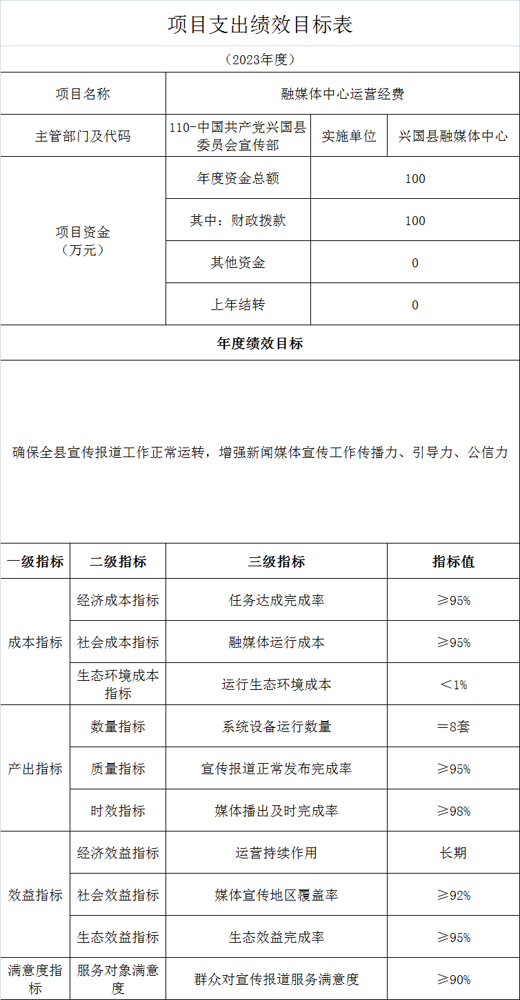 项目支出绩效目标表
（2023年度）
项目名称 融媒体中心运营经费
主管部门及代码 110-中国共产党兴国县
委员会宣传部 实施单位 兴国县融媒体中心
项目资金
（万元）
年度资金总额 100
其中：财政拨款 100
其他资金 0
上年结转 0
年度绩效目标
确保全县宣传报道工作正常运转，增强新闻媒体宣传工作传播力、引导力、公信力
一级指标 二级指标 三级指标 指标值
成本指标 经济成本指标 任务达成完成率 ≥95%
社会成本指标 融媒体运行成本 ≥95%
生态环境成本
指标 运行生态环境成本 ＜1%
产出指标 数量指标 系统设备运行数量 ＝8套
质量指标 宣传报道正常发布完成率 ≥95%
时效指标 媒体播出及时完成率 ≥98%
效益指标 经济效益指标 运营持续作用 长期
社会效益指标 媒体宣传地区覆盖率 ≥92%
生态效益指标 生态效益完成率 ≥95%
满意度指
标 服务对象满意
度 群众对宣传报道服务满意度 ≥90%